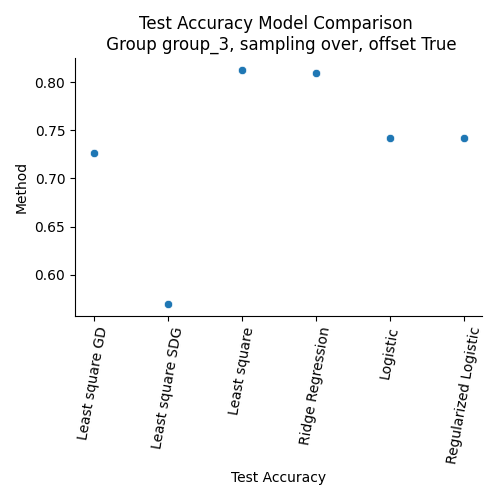 Test Accuracy Model Comparison
Group group_3, sampling over, offset True
0.80
0.75
0.70
0.65
0.60
Method
Least square GD
Least square SDG
Least square
Ridge Regression
Logistic
Regularized Logistic
Test Accuracy